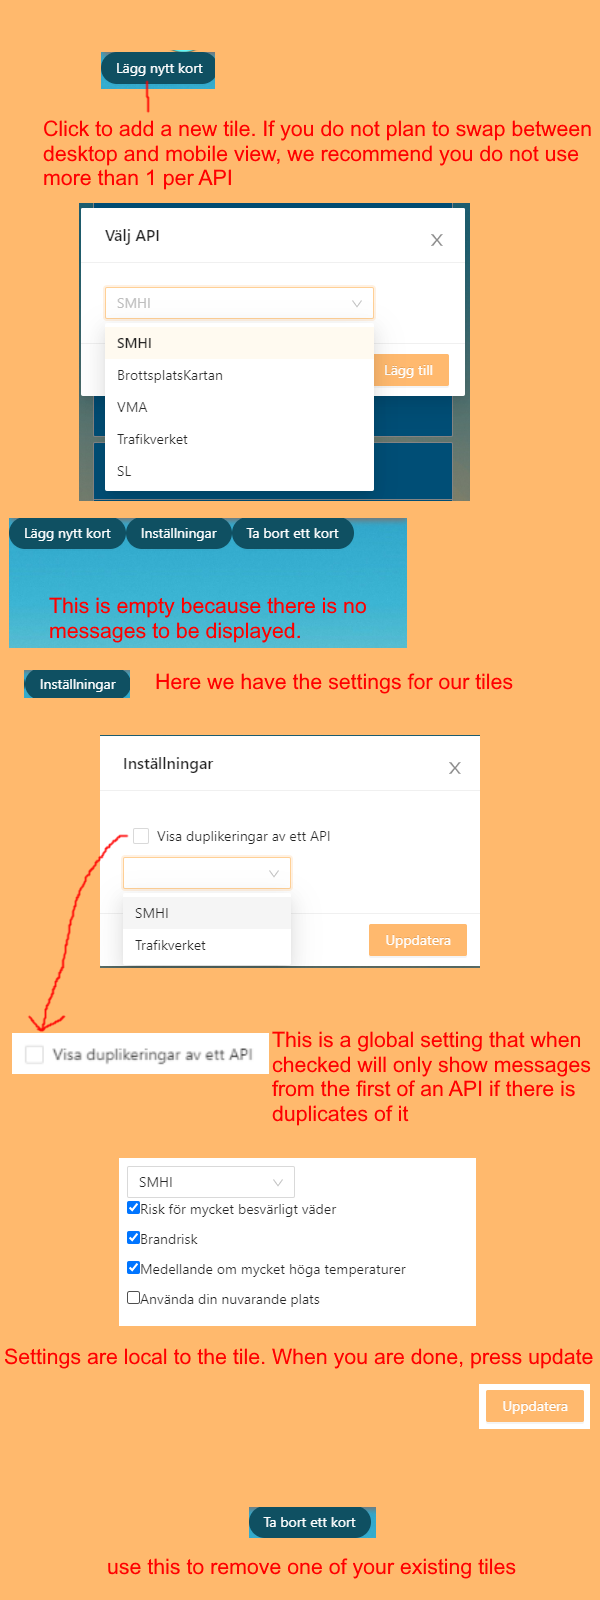 Lägg nytt kort
Click to add a new tile. If you do not plan to swap between
desktop and mobile view, we recommend you do not use
more than 1 per API
Välj API
SMHI
SMHI
BrottsplatsKartan
Lägg till
VMA
Trafikverket
SL
Lägg nytt kort Inställningar Ta bort ett kort
This is empty because there is no
messages to be displayed.
Inställningar
Here we have the settings for our tiles
Inställningar
Visa duplikeringar av ett API
SMHI
Trafikverket
Uppdatera
Visa duplikeringar av ett API
This is a global setting that when
checked will only show messages
from the first of an API if there is
duplicates of it
SMHI
Risk för mycket besvärligt väder
Brandrisk
Medellande om mycket höga temperaturer
Använda din nuvarande plats
Settings are local to the tile. When you are done, press update
Uppdatera
Ta bort ett kort
use this to remove one of your existing tiles